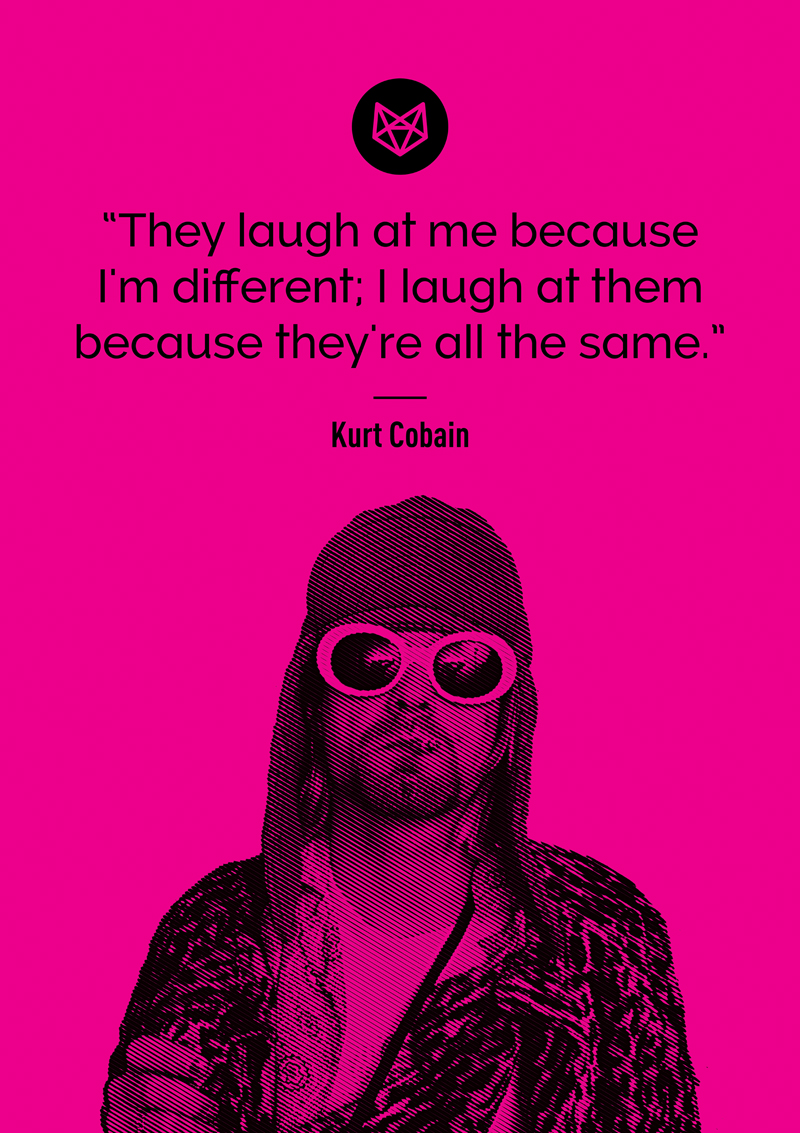 “They laugh at me because
I'm different; I laugh at them
because they're all the same.”
Kurt Cobain